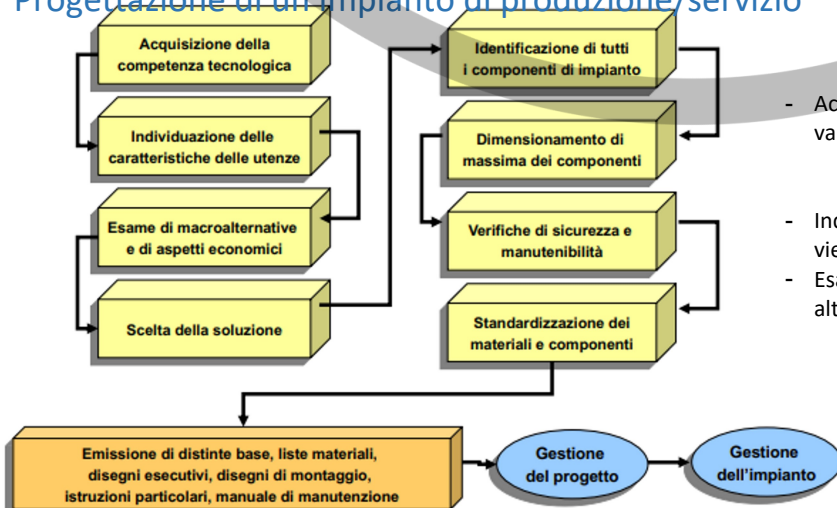 Progettazione di un impianto di produzione/servizio
Acquisizione della
competenza tecnologica
Individuazione delle
caratteristiche delle utenze
Esame di macroalternative
e di aspetti economici
Scelta della soluzione
Identificazione di tutti
i componenti di impianto
Dimensionamento di
massima dei componenti
Verifiche di sicurezza e
manutenibilità
Standardizzazione dei
materiali e componenti
Emissione di distinte base, liste materiali,
disegni esecutivi, disegni di montaggio,
istruzioni particolari, manuale di manutenzione
Gestione
del progetto
Gestione
dell'impianto